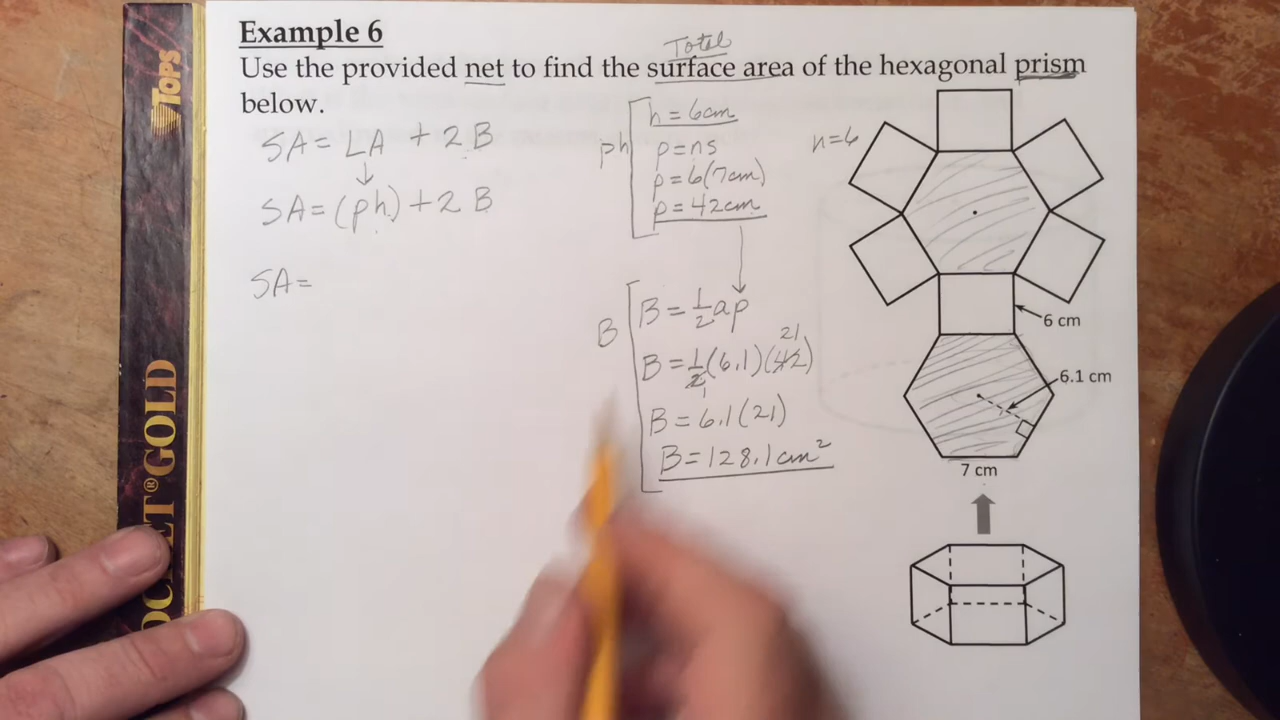 Example 6
Total
Use the provided net to find the surface area of the hexagonal prism
below.
SA = LA + 2 B
SA = (ph) + 2 B
SA =
ph
h = 6cm
p = ns
p = 6(7cm)
p = 42cm
n = 6
B
B = 1/2 ap
21
B = 1/2 (6.1)(42)
1
B = 6.1(21)
B = 128.1 cm²
6 cm
6.1 cm
7 cm
TOPS
DOCKET® GOLD